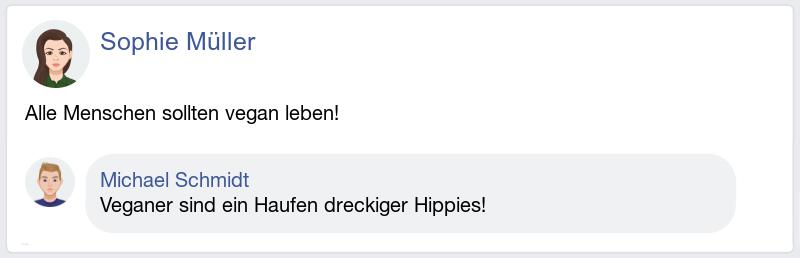 Sophie Müller
Alle Menschen sollten vegan leben!
Michael Schmidt
Veganer sind ein Haufen dreckiger Hippies!